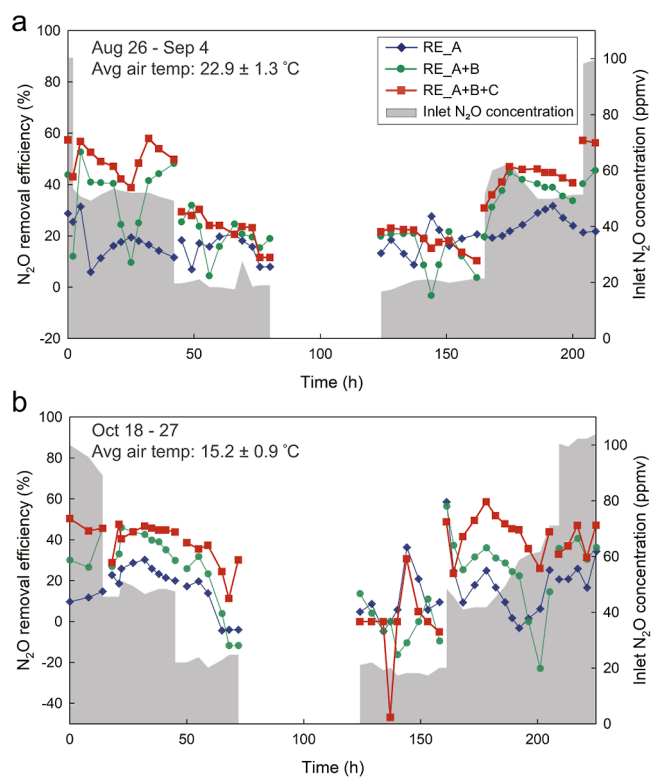 a
Aug 26 - Sep 4
Avg air temp: 22.9 ± 1.3 ℃
RE_A
RE_A+B
RE_A+B+C
Inlet N₂O concentration
N₂O removal efficiency (%)
100
80
60
40
20
0
-20
Inlet N₂O concentration (ppmv)
100
80
60
40
20
0
0
50
100
150
200
Time (h)
b
Oct 18 - 27
Avg air temp: 15.2 ± 0.9 ℃
N₂O removal efficiency (%)
100
80
60
40
20
0
-20
-40
Inlet N₂O concentration (ppmv)
100
80
60
40
20
0
0
50
100
150
201
Time (h)